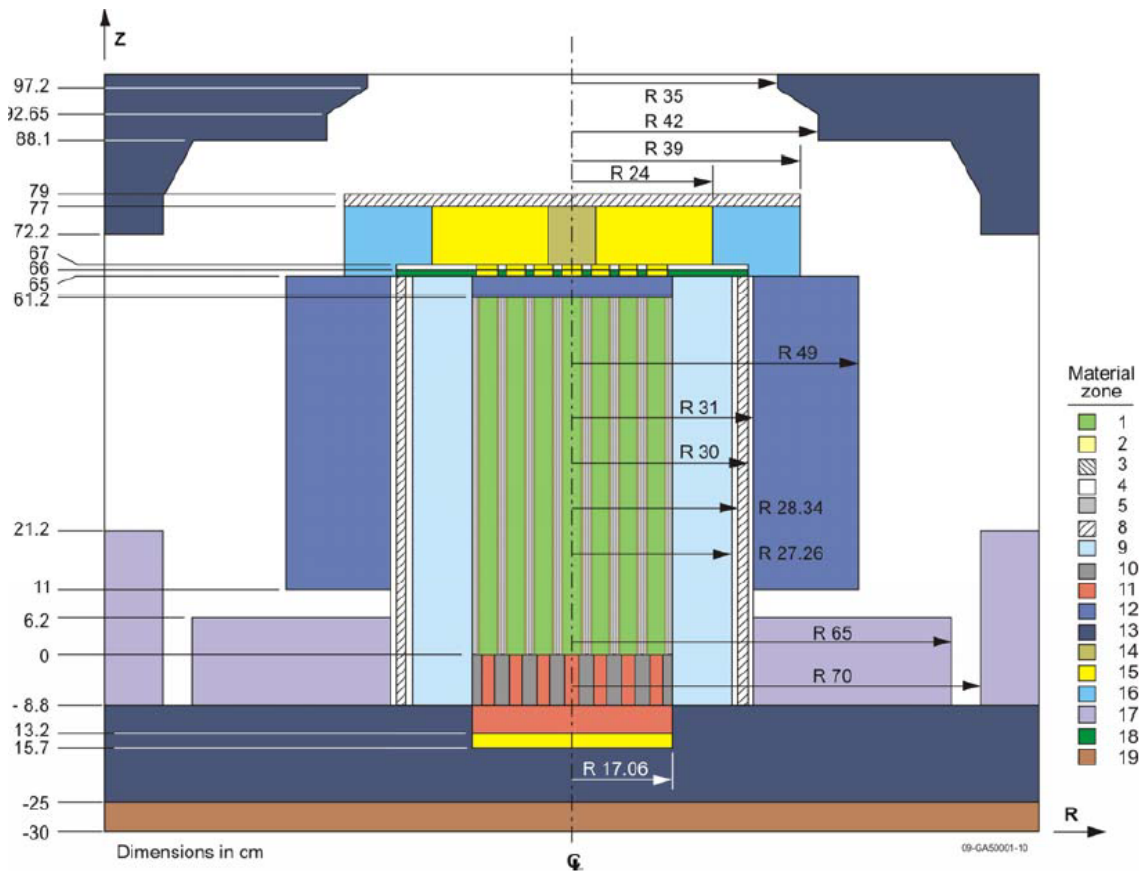 Z
97.2
92.65
88.1
79
77
72.2
67
66
65
61.2
21.2
11
6.2
0
- 8.8
13.2
15.7
-25
-30
R 35
R 42
R 39
R 24
R 49
R 31
R 30
R 28.34
R 27.26
R 65
R 70
R 17.06
Material
zone
1
2
3
4
5
8
9
10
11
12
13
14
15
16
17
18
19
R
Dimensions in cm
℄
09-GA50001-10